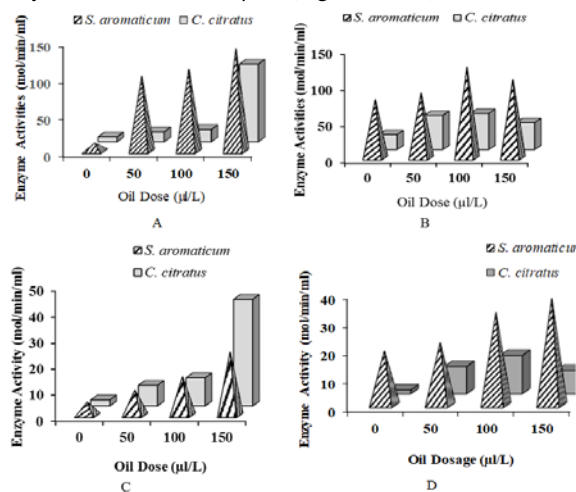 S. aromaticum C. citratus
Enzyme Activities (mol/min/ml)
150
100
50
0
0 50 100 150
Oil Dose (µl/L)
A
S. aromaticum C. citratus
Enzyme Activities (mol/min/ml)
150
100
50
0
0 50 100 150
Oil Dose (µl/L)
B
S. aromaticum
C. citratus
Enzyme Activity (mol/min/ml)
50
40
30
20
10
0
0 50 100 150
Oil Dose (µl/L)
C
S. aromaticum
C. citratus
Enzyme Activity (mol/min/ml)
40
30
20
10
0
0 50 100 150
Oil Dosage (µl/L)
D